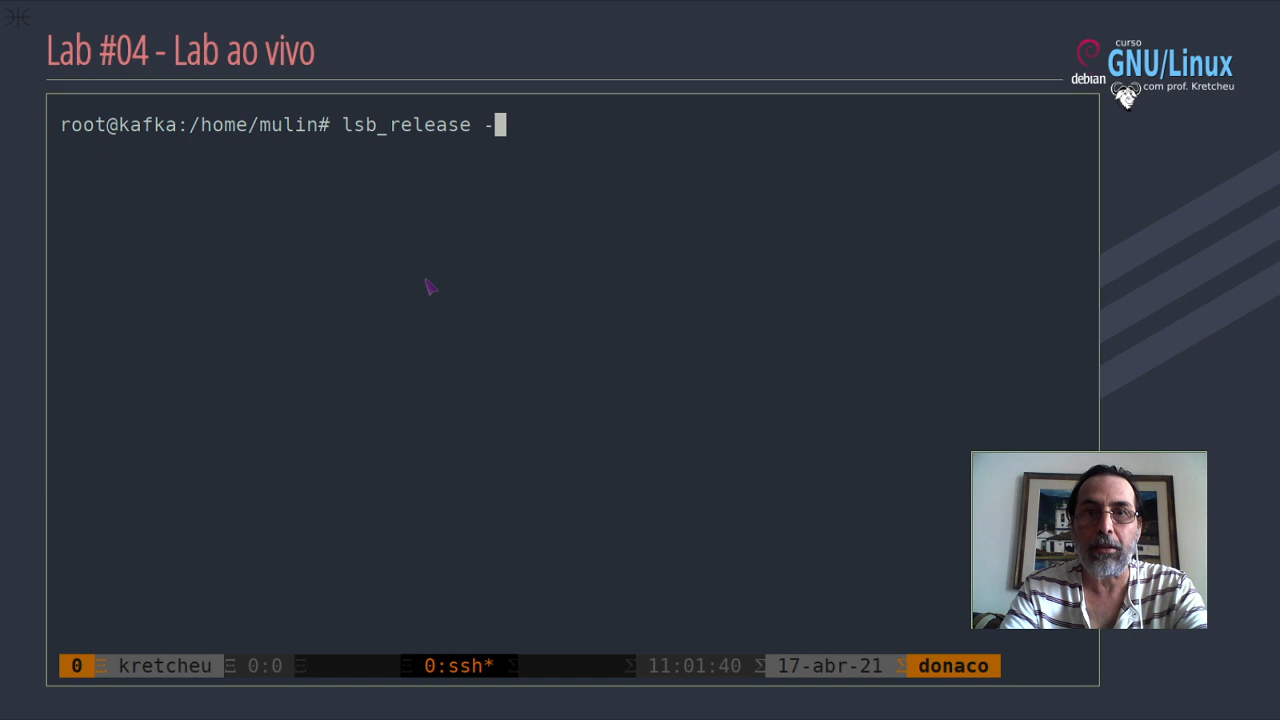 Lab #04 - Lab ao vivo
curso
GNU/Linux
debian
com prof. Kretcheu
root@kafka:/home/mulin# lsb_release -
0 Ξ kretcheu Ξ 0:0 Ξ Ξ 0:ssh* Σ Σ 11:01:40 Σ 17-abr-21 Σ donaco